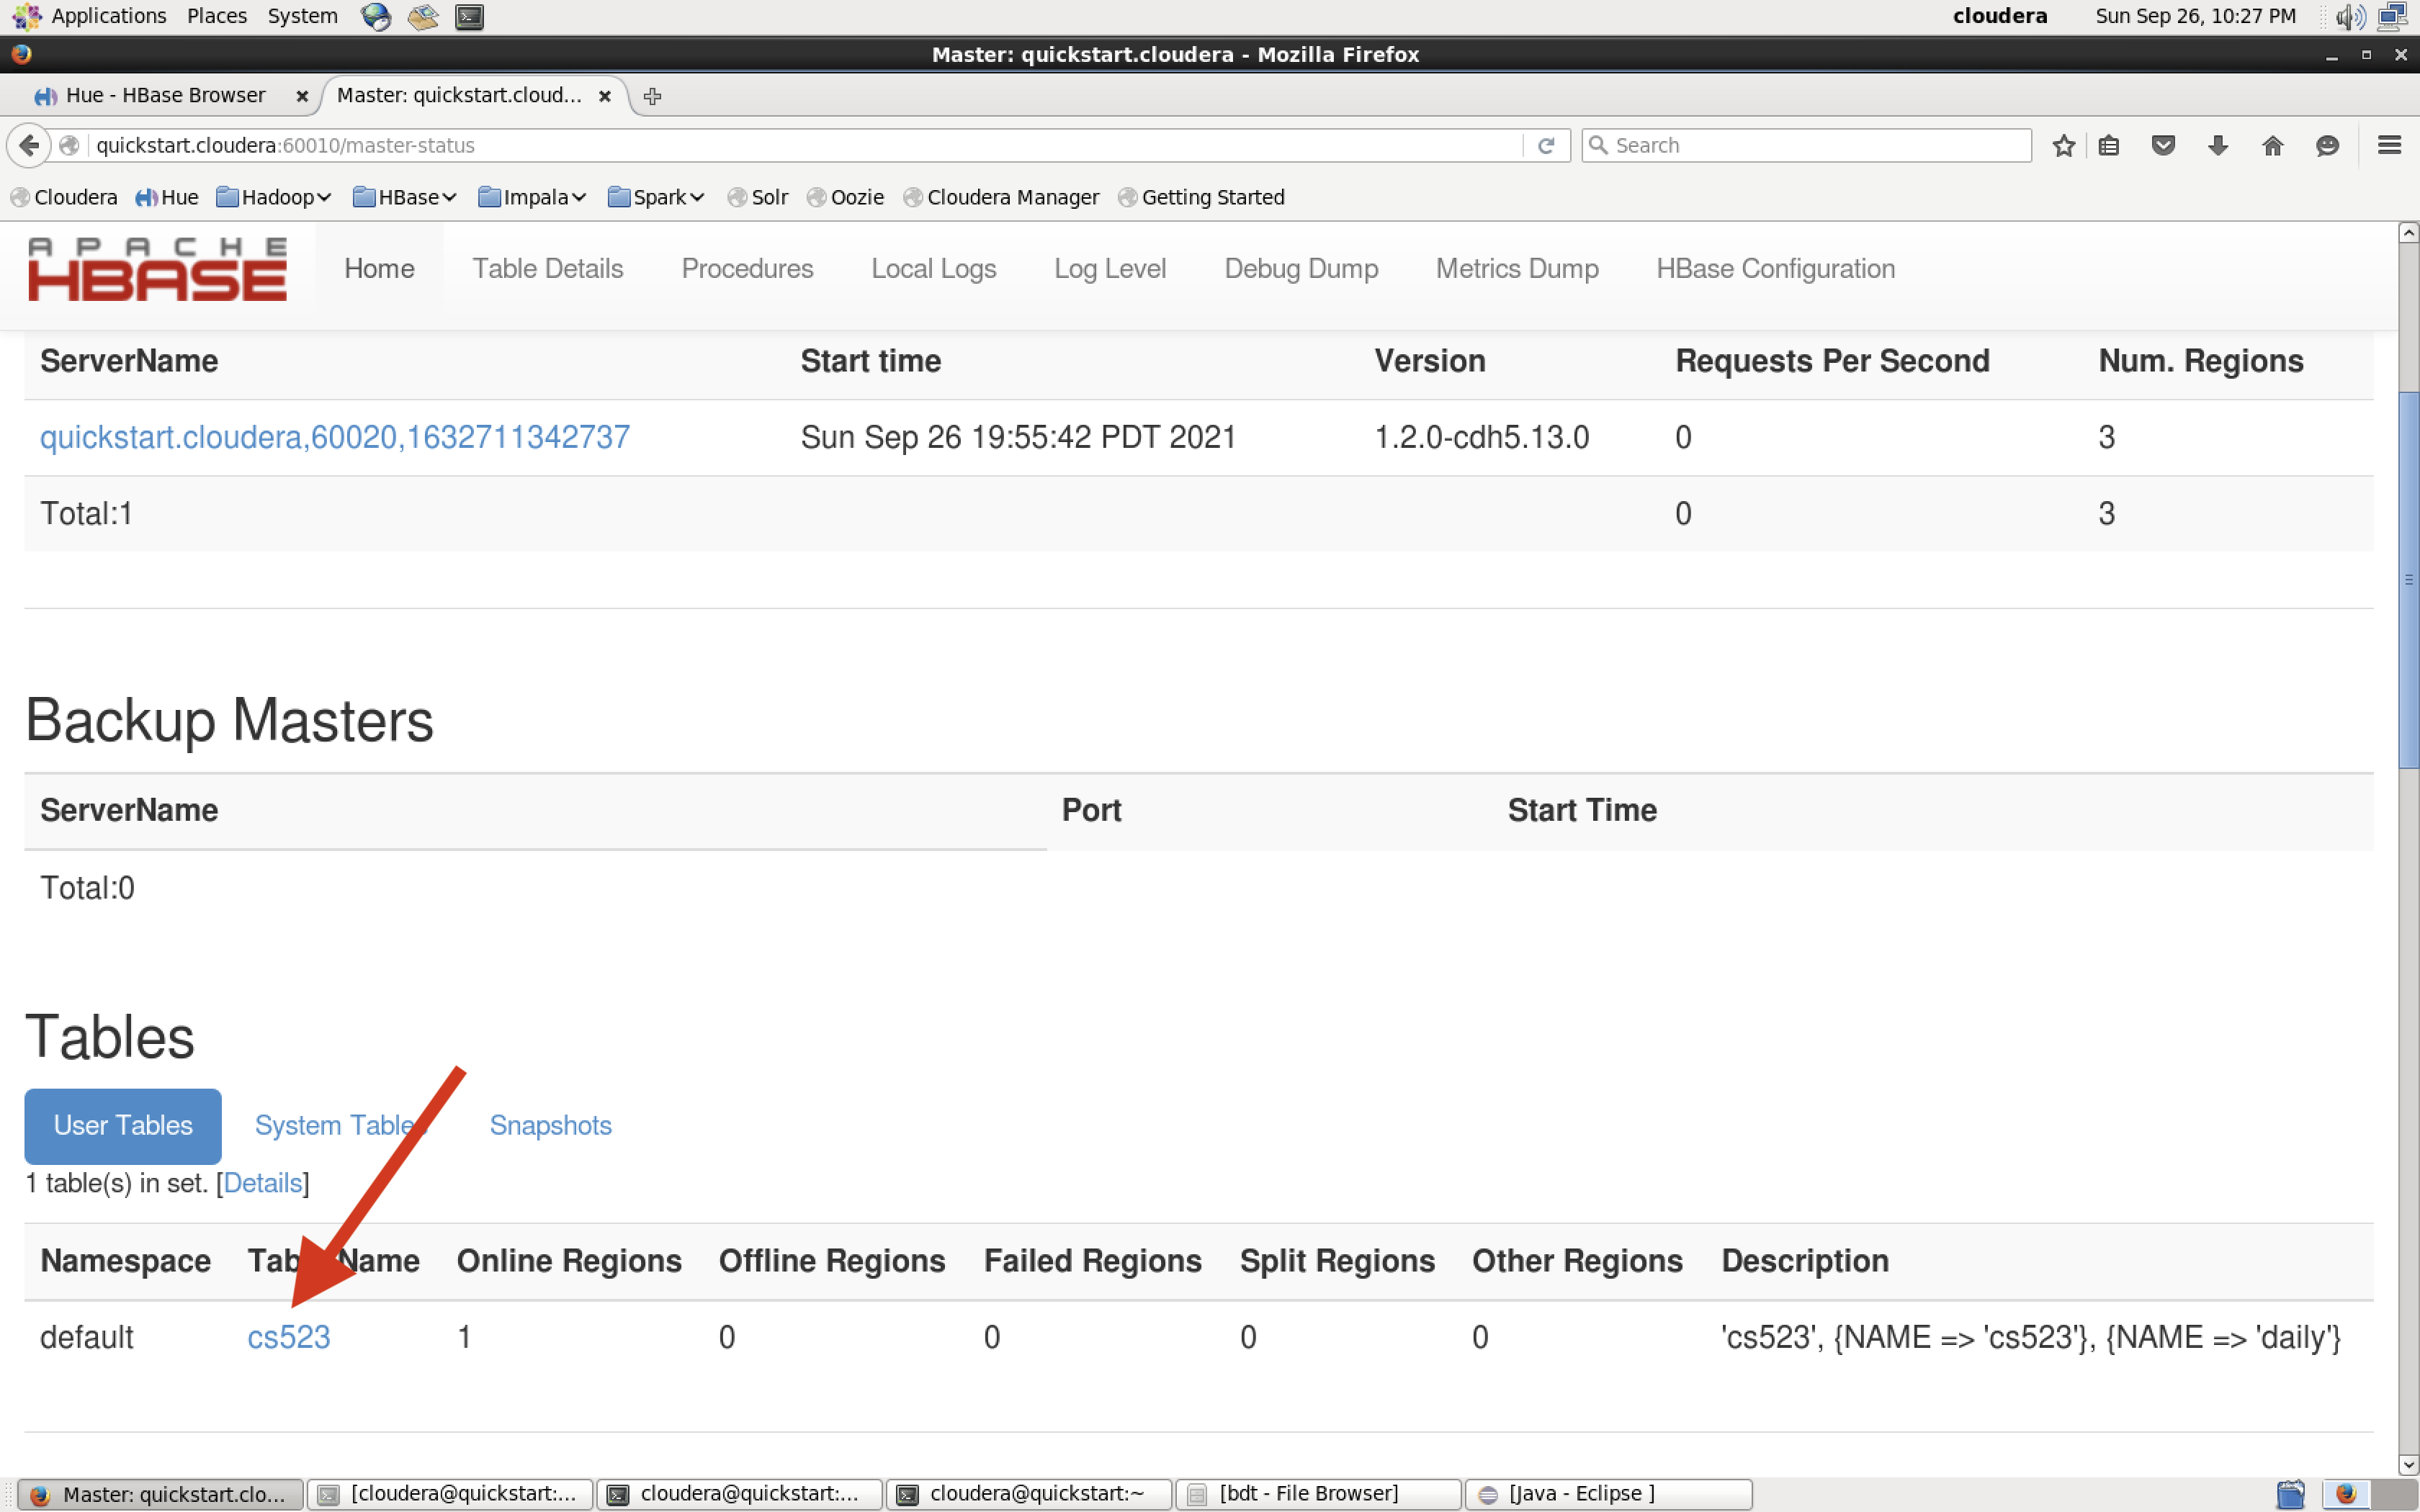 Applications Places System cloudera Sun Sep 26, 10:27 PM
Master: quickstart.cloudera - Mozilla Firefox
Hue - HBase Browser Master: quickstart.cloud...
quickstart.cloudera:60010/master-status Search
Cloudera Hue Hadoop HBase Impala Spark Solr Oozie Cloudera Manager Getting Started
APACHE
HBASE
Home Table Details Procedures Local Logs Log Level Debug Dump Metrics Dump HBase Configuration
ServerName Start time Version Requests Per Second Num. Regions
quickstart.cloudera,60020,1632711342737 Sun Sep 26 19:55:42 PDT 2021 1.2.0-cdh5.13.0 0 3
Total:1 0 3
Backup Masters
ServerName Port Start Time
Total:0
Tables
User Tables System Tables Snapshots
1 table(s) in set. [Details]
Namespace Table Name Online Regions Offline Regions Failed Regions Split Regions Other Regions Description
default cs523 1 0 0 0 0 'cs523', {NAME => 'cs523'}, {NAME => 'daily'}
Master: quickstart.clo... [cloudera@quickstart:... cloudera@quickstart:... cloudera@quickstart:~ [bdt - File Browser] [Java - Eclipse ]